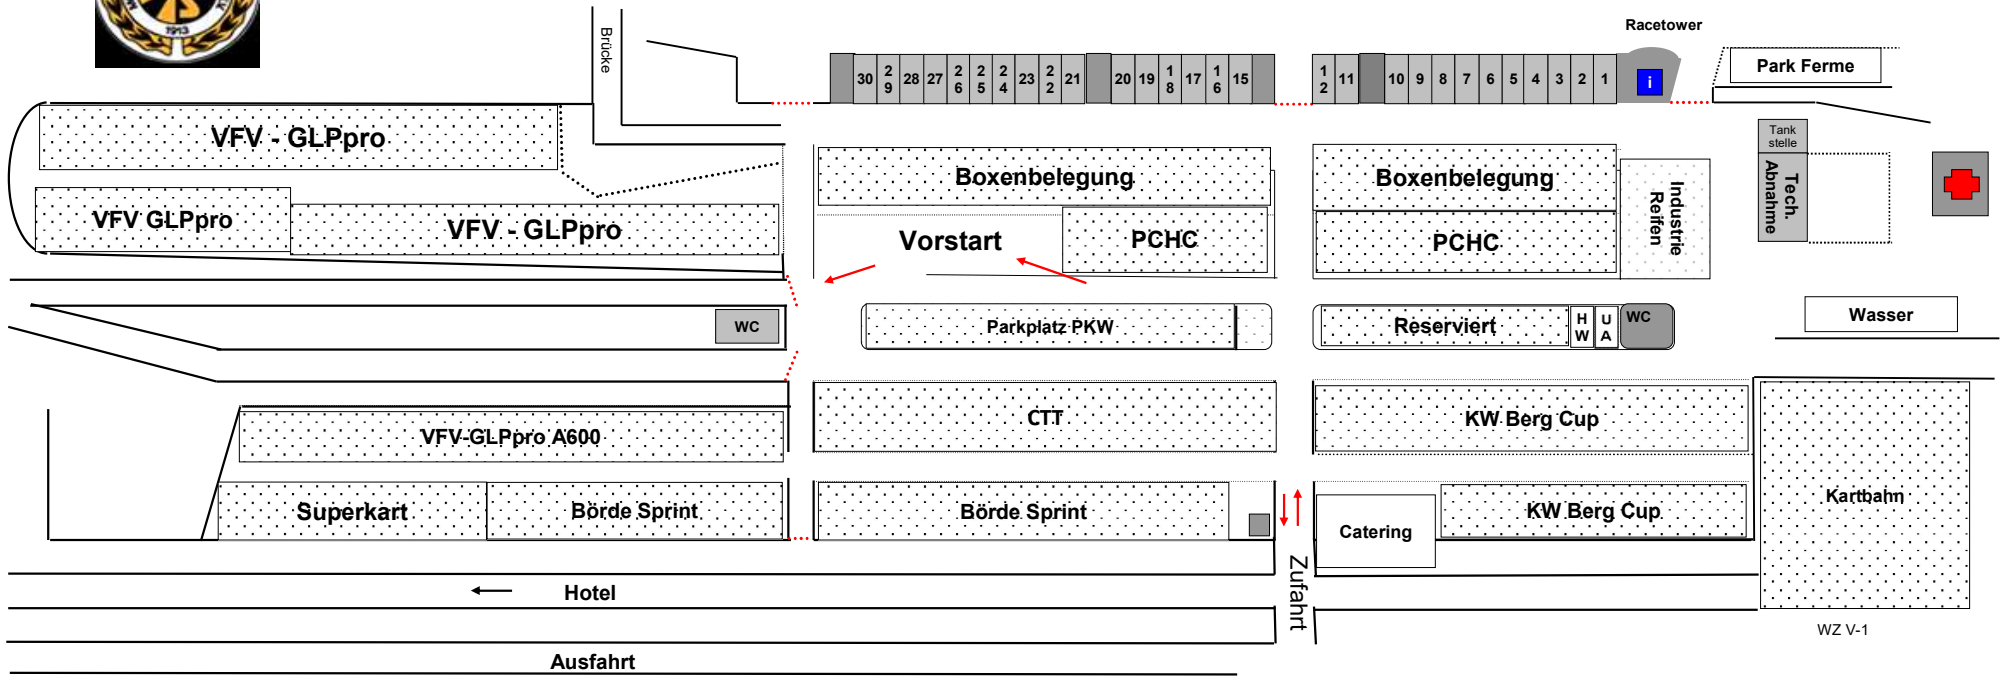 1913
Brücke
Racetower
30 29 28 27 26 25 24 23 22 21 20 19 18 17 16 15
12 11 10 9 8 7 6 5 4 3 2 1
i
Park Ferme
VFV - GLPpro
Boxenbelegung
Boxenbelegung
Industrie
Reifen
Tank
stelle
Tech.
Abnahme
VFV GLPpro
VFV - GLPpro
Vorstart
PCHC
PCHC
WC
Parkplatz PKW
Reserviert
HW
UA
WC
Wasser
VFV-GLPpro A600
CTT
KW Berg Cup
Kartbahn
Superkart
Börde Sprint
Börde Sprint
Catering
KW Berg Cup
Hotel
Zufahrt
WZ V-1
Ausfahrt